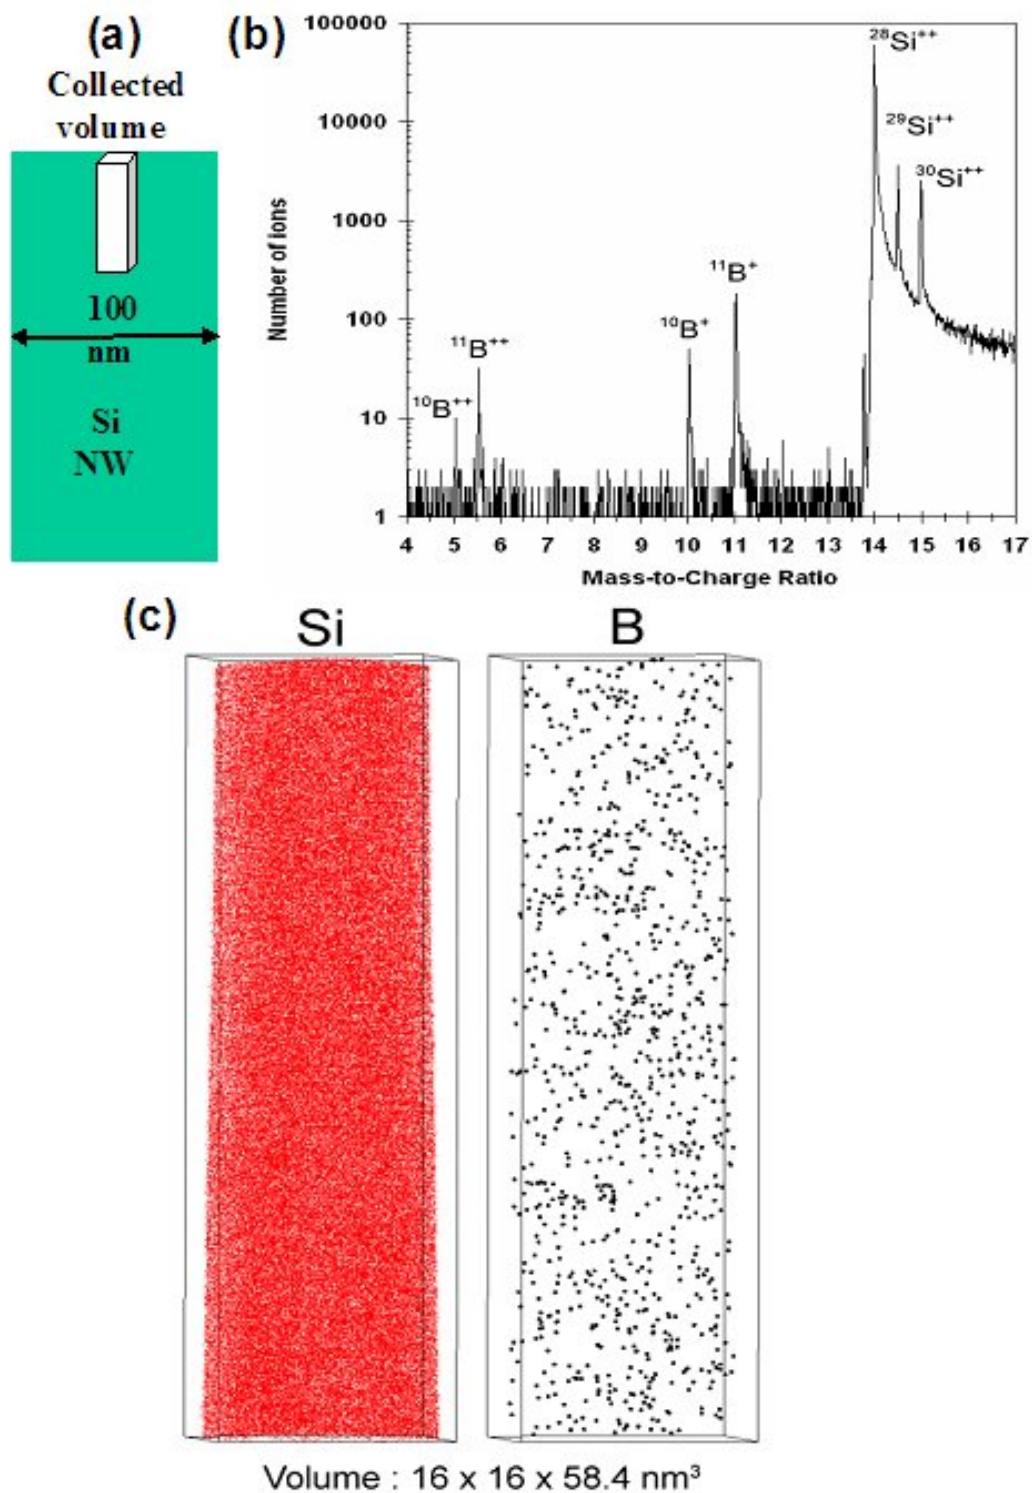 (a)
Collected
volume
100
nm
Si
NW
(b)
Number of ions
100000
10000
1000
100
10
1
¹⁰B⁺⁺
¹¹B⁺⁺
¹⁰B⁺
¹¹B⁺
²⁸Si⁺⁺
²⁹Si⁺⁺
³⁰Si⁺⁺
4 5 6 7 8 9 10 11 12 13 14 15 16 17
Mass-to-Charge Ratio
(c)
Si
B
Volume : 16 x 16 x 58.4 nm³